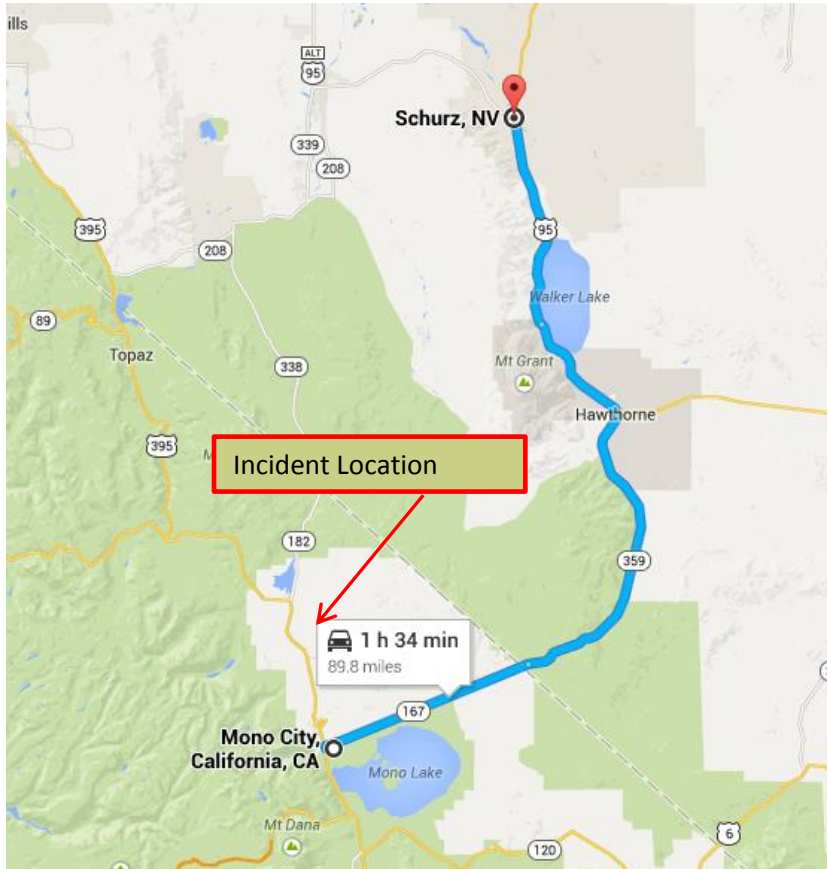 ills
ALT
95
Schurz, NV
339
208
395
95
208
Walker Lake
89
Topaz
Mt Grant
338
Hawthorne
395
M
Incident Location
182
359
1 h 34 min
89.8 miles
167
Mono City,
California, CA
Mono Lake
Mt Dana
6
120